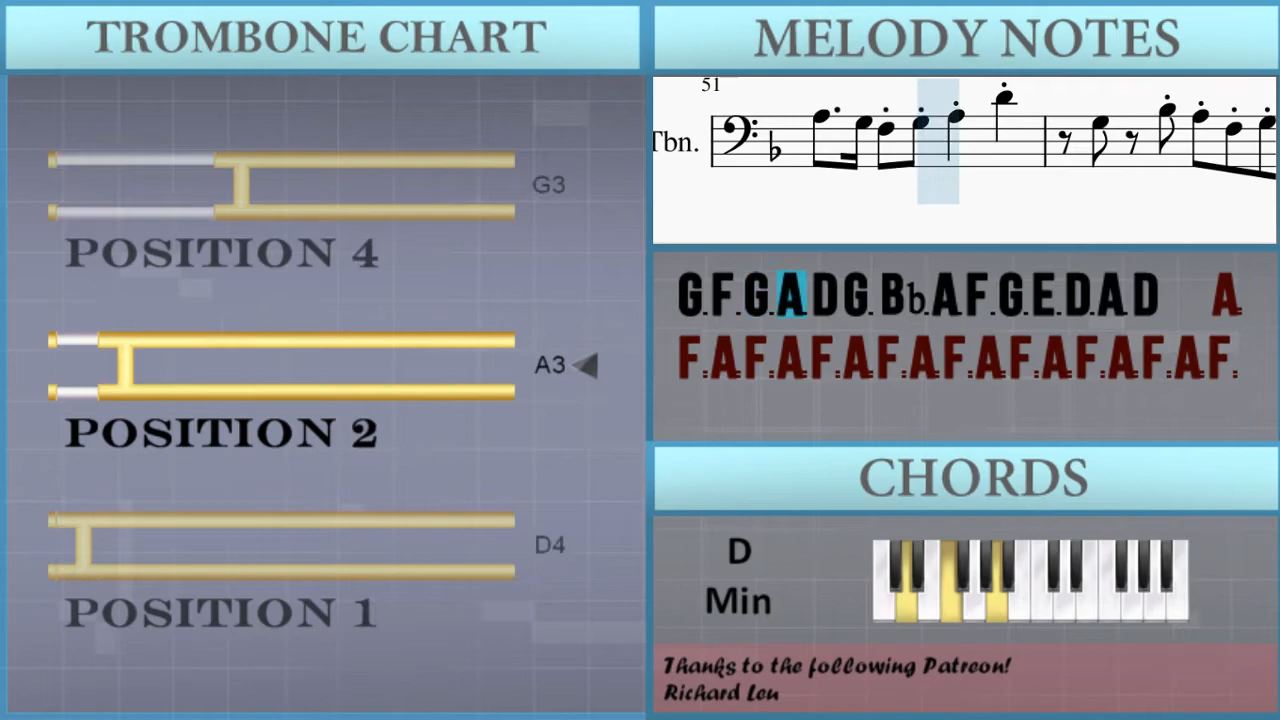 TROMBONE CHART
G3
POSITION 4
A3
POSITION 2
D4
POSITION 1
MELODY NOTES
51
Tbn.
G.F.G.A.D.G.Bb.A.F.G.E.D.A.D A.
F.A.F.A.F.A.F.A.F.A.F.A.F.A.F.A.F.
CHORDS
D
Min
Thanks to the following Patreon!
Richard Leu